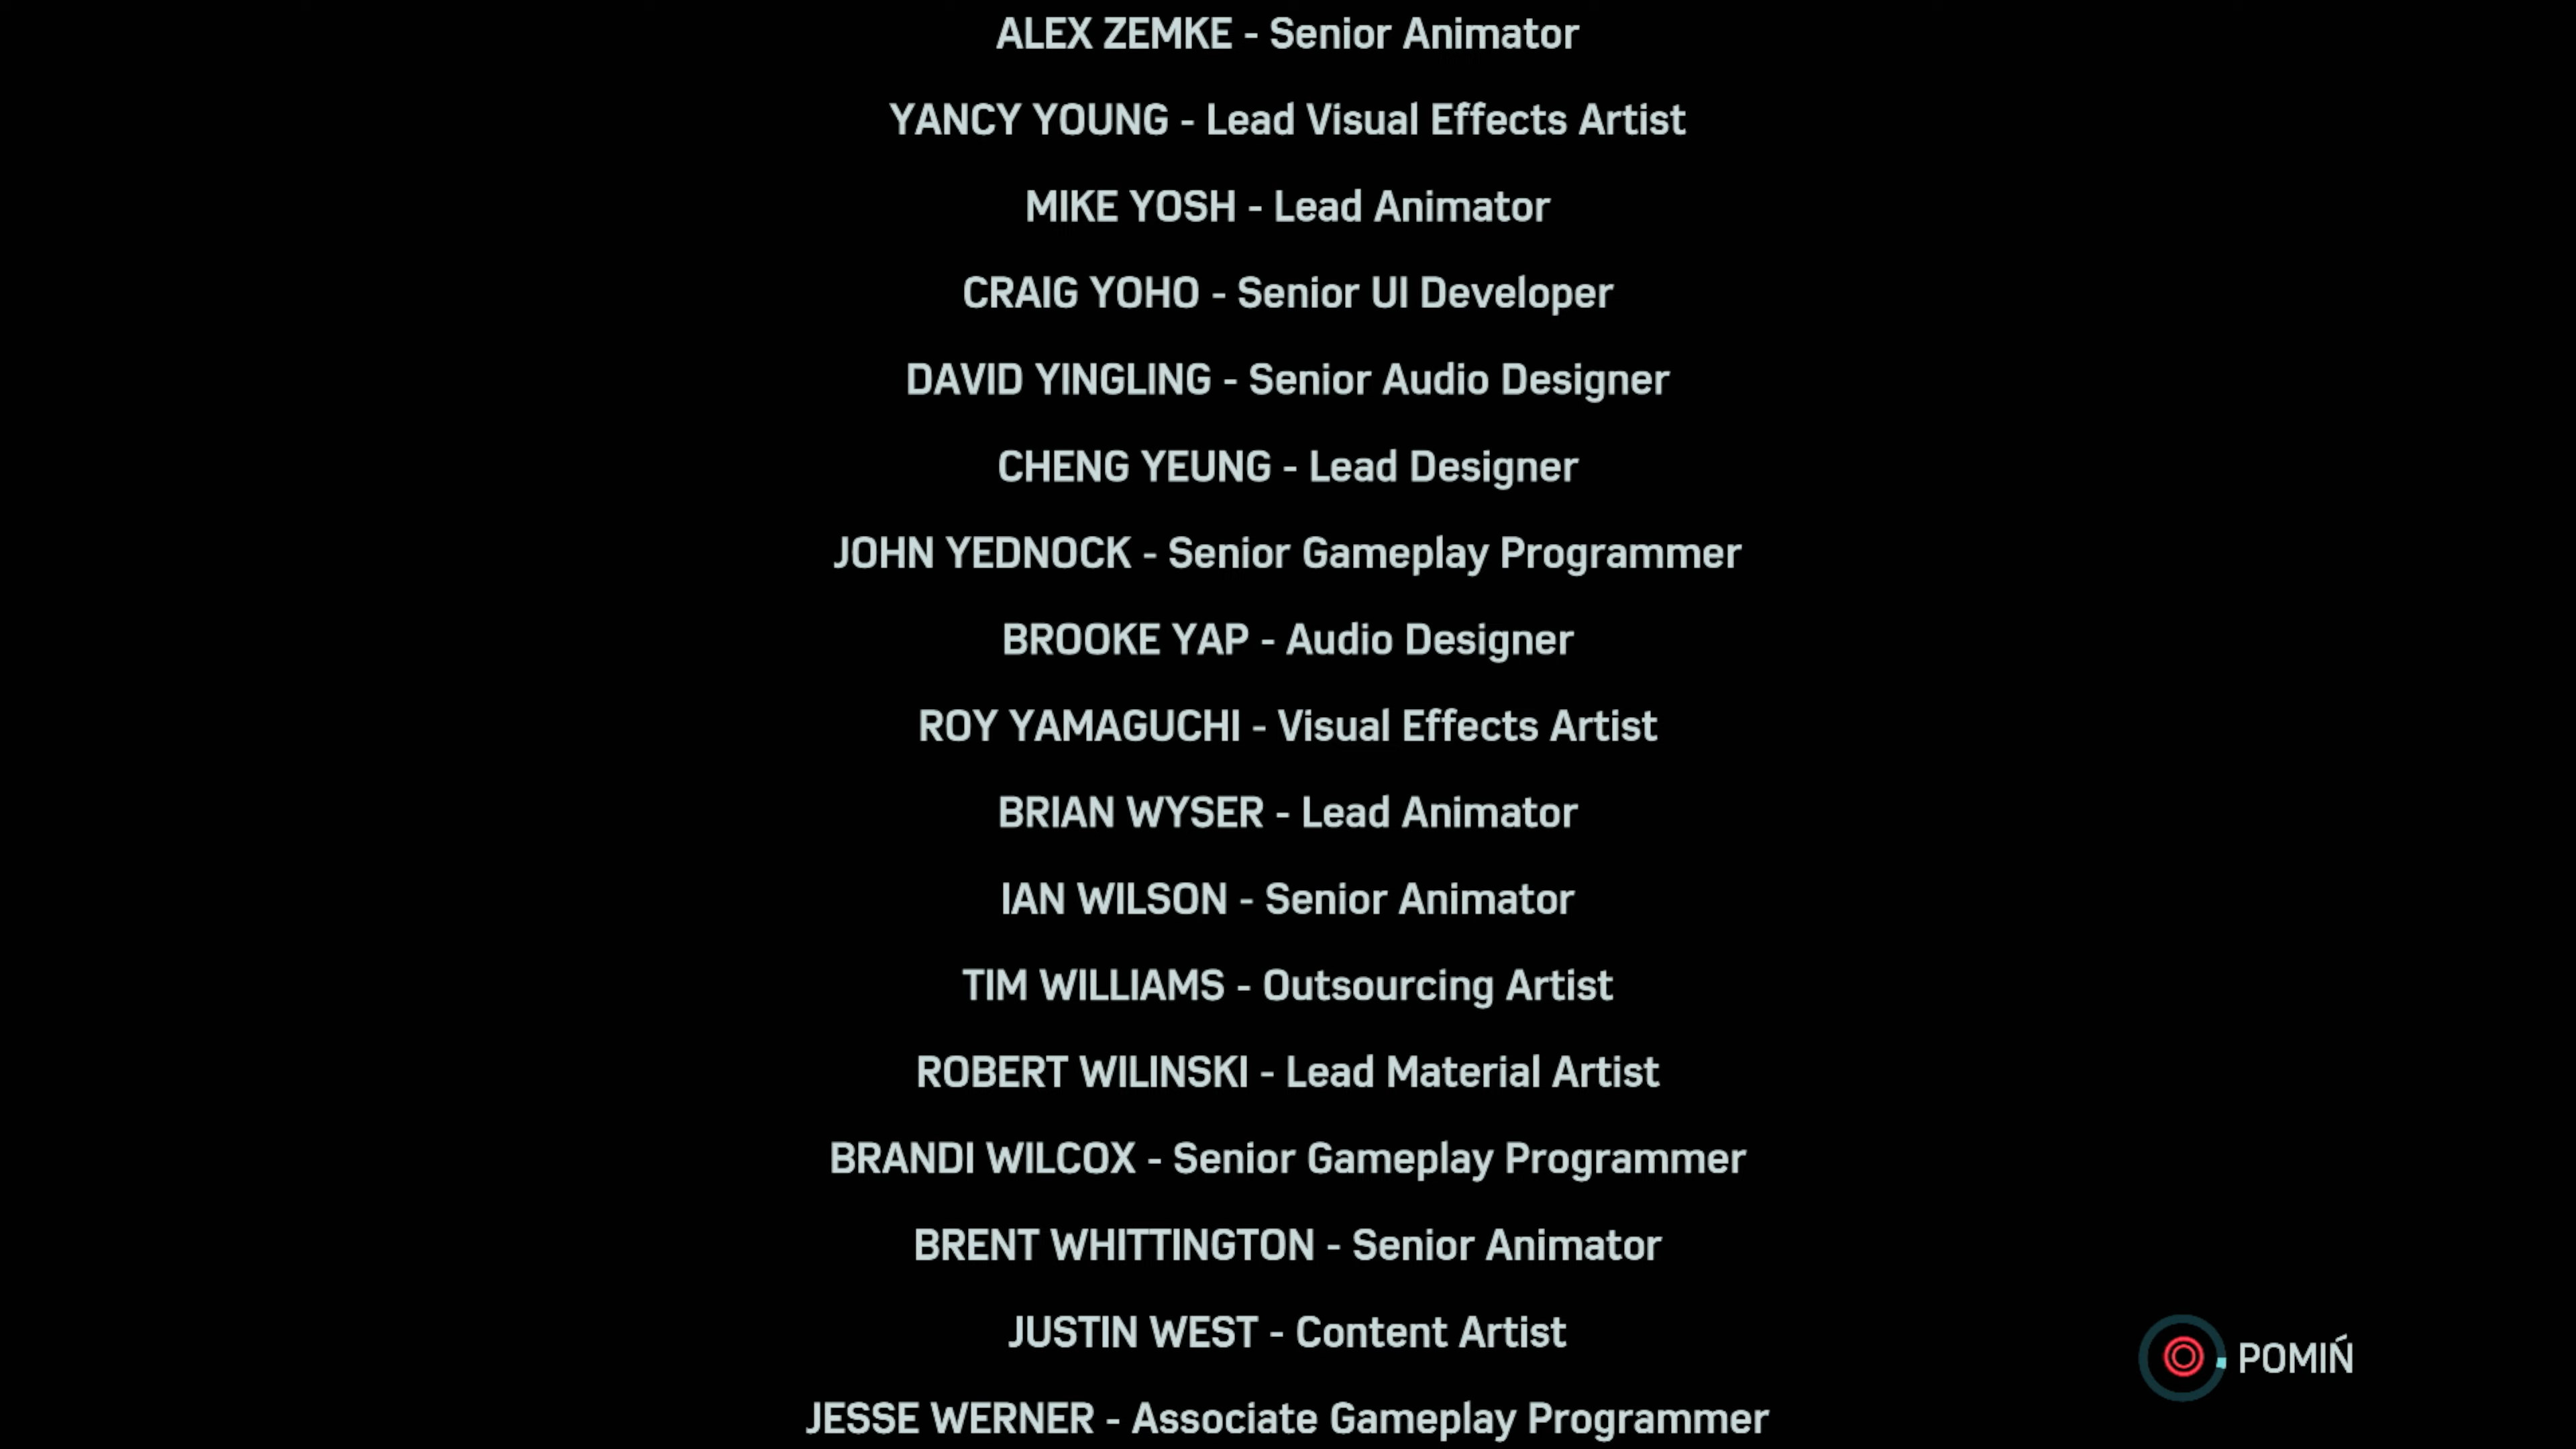 ALEX ZEMKE - Senior Animator
YANCY YOUNG - Lead Visual Effects Artist
MIKE YOSH - Lead Animator
CRAIG YOHO - Senior UI Developer
DAVID YINGLING - Senior Audio Designer
CHENG YEUNG - Lead Designer
JOHN YEDNOCK - Senior Gameplay Programmer
BROOKE YAP - Audio Designer
ROY YAMAGUCHI - Visual Effects Artist
BRIAN WYSER - Lead Animator
IAN WILSON - Senior Animator
TIM WILLIAMS - Outsourcing Artist
ROBERT WILINSKI - Lead Material Artist
BRANDI WILCOX - Senior Gameplay Programmer
BRENT WHITTINGTON - Senior Animator
JUSTIN WEST - Content Artist
POMIŃ
JESSE WERNER - Associate Gameplay Programmer